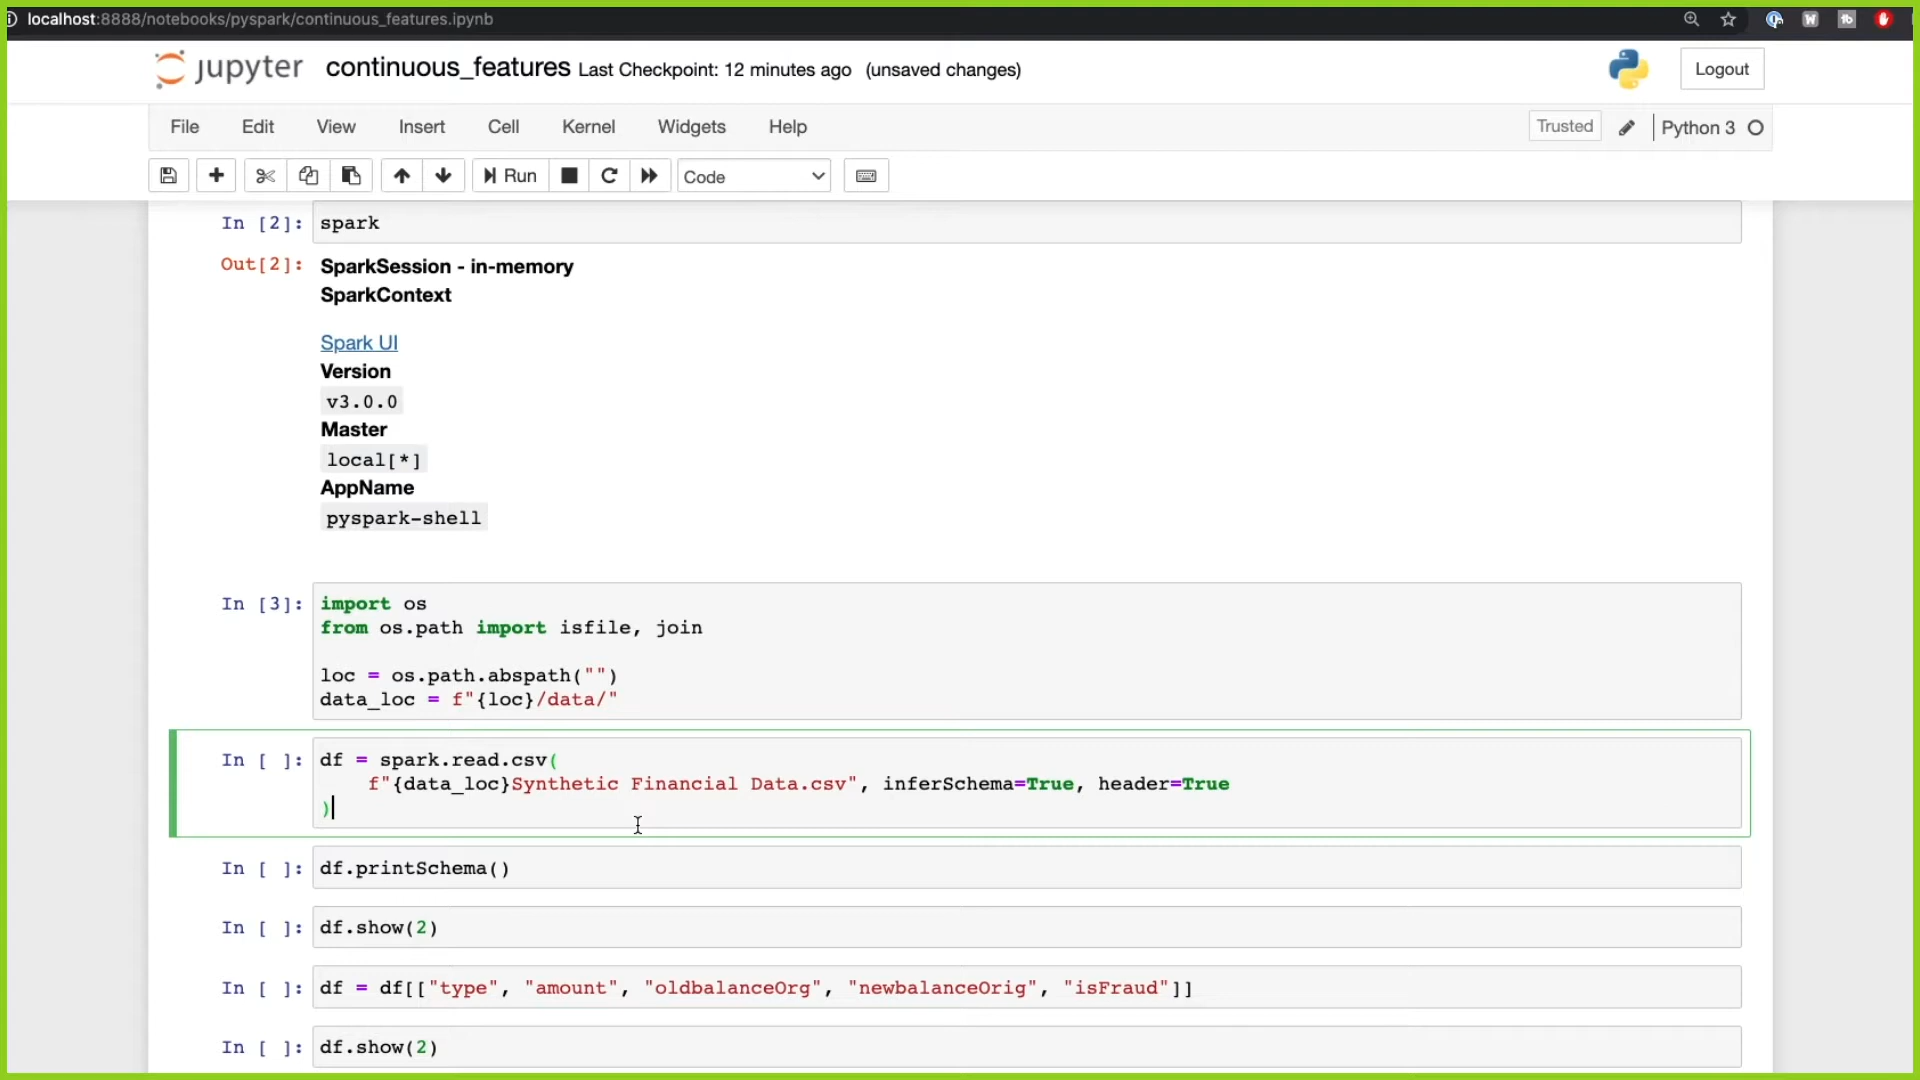 localhost:8888/notebooks/pyspark/continuous_features.ipynb
jupyter continuous_features Last Checkpoint: 12 minutes ago (unsaved changes)
Logout
File Edit View Insert Cell Kernel Widgets Help
Trusted Python 3
Run Code
In [2]: spark
Out[2]: SparkSession - in-memory
SparkContext
Spark UI
Version
v3.0.0
Master
local[*]
AppName
pyspark-shell
In [3]: import os
from os.path import isfile, join
loc = os.path.abspath("")
data_loc = f"{loc}/data/"
In [ ]: df = spark.read.csv(
f"{data_loc}Synthetic Financial Data.csv", inferSchema=True, header=True
)
In [ ]: df.printSchema()
In [ ]: df.show(2)
In [ ]: df = df[["type", "amount", "oldbalanceOrg", "newbalanceOrig", "isFraud"]]
In [ ]: df.show(2)